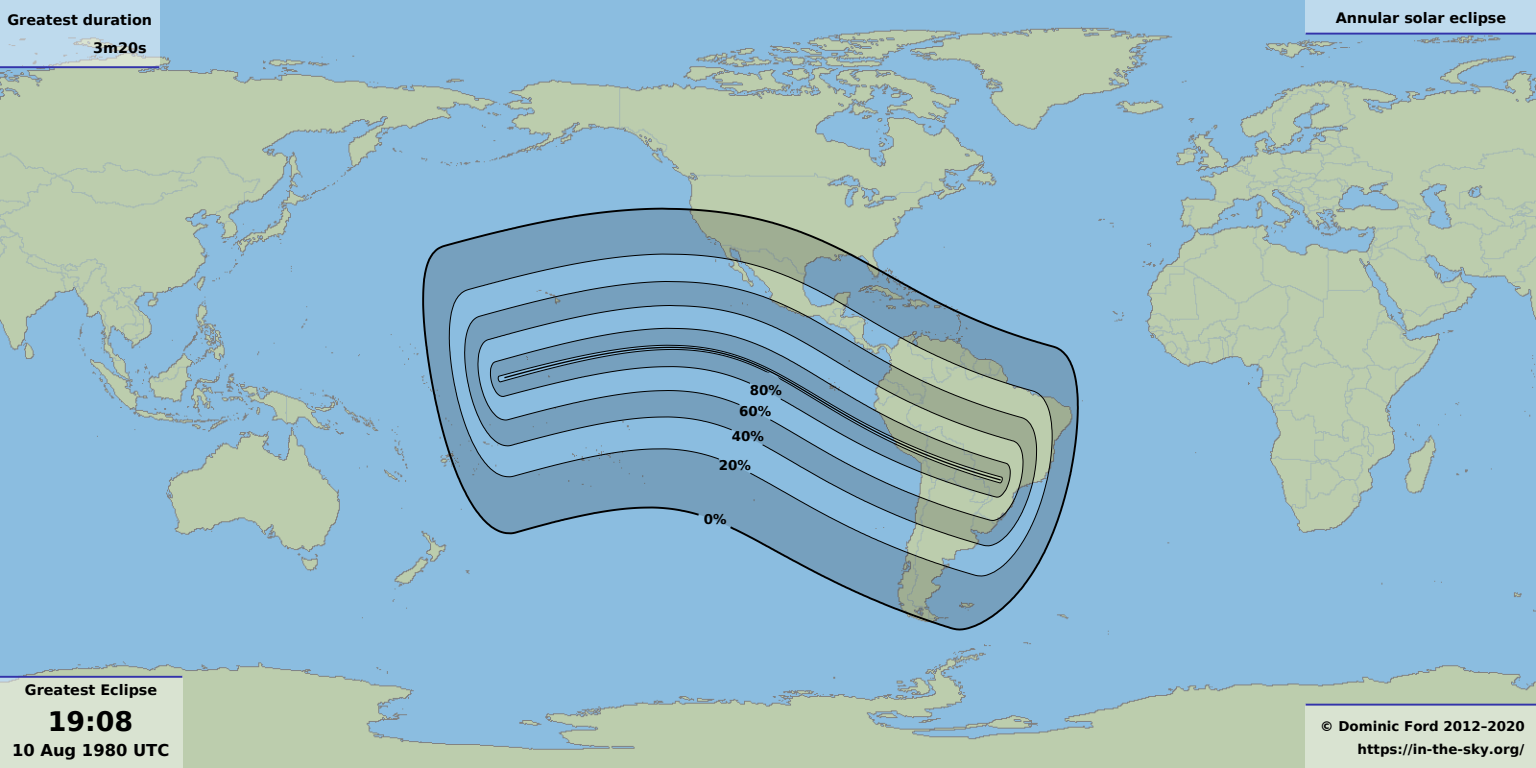 Greatest duration
3m20s
Annular solar eclipse
80%
60%
40%
20%
0%
Greatest Eclipse
19:08
10 Aug 1980 UTC
© Dominic Ford 2012–2020
https://in-the-sky.org/